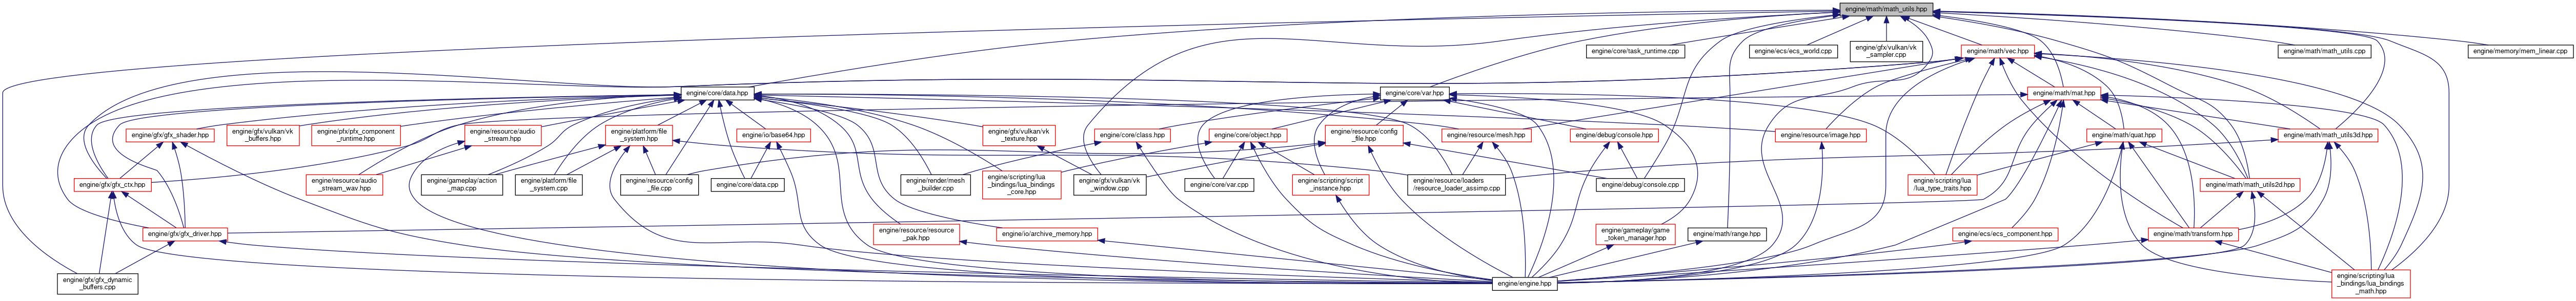 engine/math/math_utils.hpp
engine/core/task_runtime.cpp
engine/ecs/ecs_world.cpp
engine/gfx/vulkan/vk
_sampler.cpp
engine/math/vec.hpp
engine/math/math_utils.cpp
engine/memory/mem_linear.cpp
engine/core/data.hpp
engine/core/var.hpp
engine/math/mat.hpp
engine/gfx/gfx_shader.hpp
engine/gfx/vulkan/vk
_buffers.hpp
engine/pfx/pfx_component
_runtime.hpp
engine/resource/audio
_stream.hpp
engine/platform/file
_system.hpp
engine/io/base64.hpp
engine/gfx/vulkan/vk
_texture.hpp
engine/core/class.hpp
engine/core/object.hpp
engine/resource/config
_file.hpp
engine/resource/mesh.hpp
engine/debug/console.hpp
engine/resource/image.hpp
engine/math/quat.hpp
engine/math/math_utils3d.hpp
engine/gfx/gfx_ctx.hpp
engine/resource/audio
_stream_wav.hpp
engine/gameplay/action
_map.cpp
engine/platform/file
_system.cpp
engine/resource/config
_file.cpp
engine/core/data.cpp
engine/render/mesh
_builder.cpp
engine/scripting/lua
_bindings/lua_bindings
_core.hpp
engine/gfx/vulkan/vk
_window.cpp
engine/core/var.cpp
engine/scripting/script
_instance.hpp
engine/resource/loaders
/resource_loader_assimp.cpp
engine/debug/console.cpp
engine/scripting/lua
/lua_type_traits.hpp
engine/math/math_utils2d.hpp
engine/gfx/gfx_driver.hpp
engine/resource/resource
_pak.hpp
engine/io/archive_memory.hpp
engine/gameplay/game
_token_manager.hpp
engine/math/range.hpp
engine/ecs/ecs_component.hpp
engine/math/transform.hpp
engine/gfx/gfx_dynamic
_buffers.cpp
engine/engine.hpp
engine/scripting/lua
_bindings/lua_bindings
_math.hpp